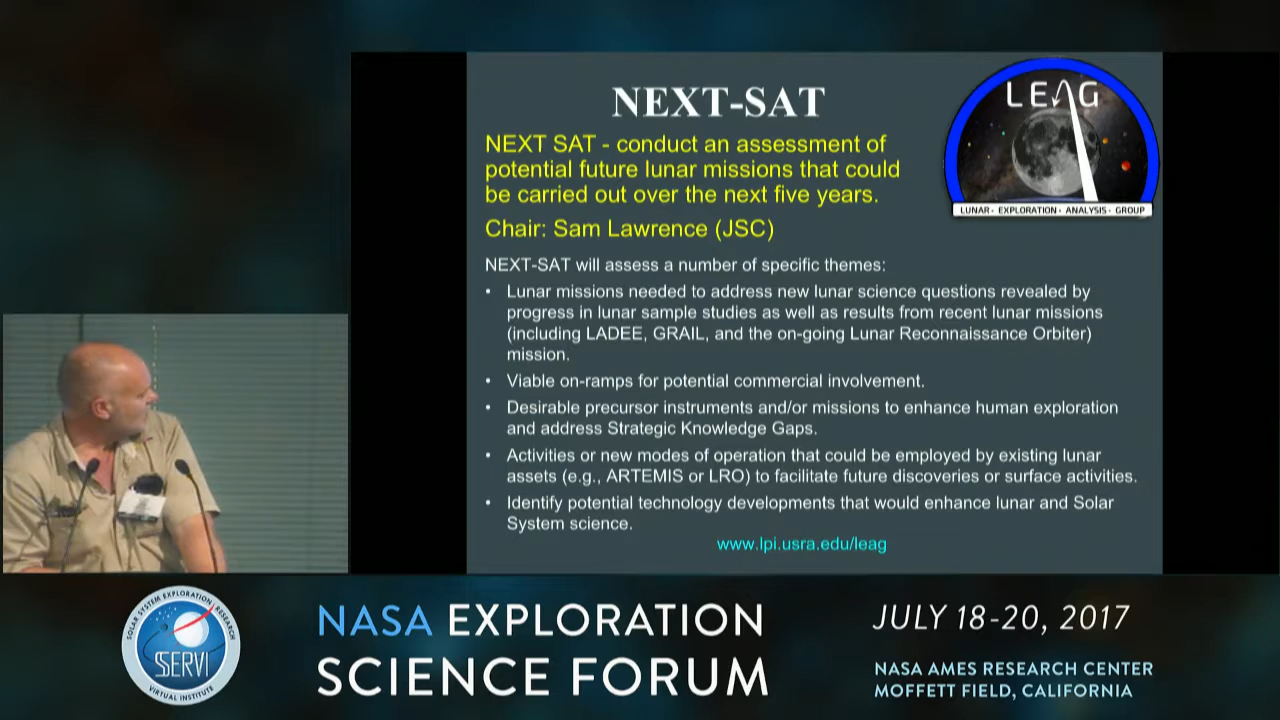 NEXT-SAT
LEAG
LUNAR • EXPLORATION • ANALYSIS • GROUP
NEXT SAT - conduct an assessment of
potential future lunar missions that could
be carried out over the next five years.
Chair: Sam Lawrence (JSC)
NEXT-SAT will assess a number of specific themes:
• Lunar missions needed to address new lunar science questions revealed by
progress in lunar sample studies as well as results from recent lunar missions
(including LADEE, GRAIL, and the on-going Lunar Reconnaissance Orbiter)
mission.
• Viable on-ramps for potential commercial involvement.
• Desirable precursor instruments and/or missions to enhance human exploration
and address Strategic Knowledge Gaps.
• Activities or new modes of operation that could be employed by existing lunar
assets (e.g., ARTEMIS or LRO) to facilitate future discoveries or surface activities.
• Identify potential technology developments that would enhance lunar and Solar
System science.
www.lpi.usra.edu/leag
SOLAR SYSTEM EXPLORATION RESEARCH
SSERVI
VIRTUAL INSTITUTE
NASA EXPLORATION
SCIENCE FORUM
JULY 18-20, 2017
NASA AMES RESEARCH CENTER
MOFFETT FIELD, CALIFORNIA